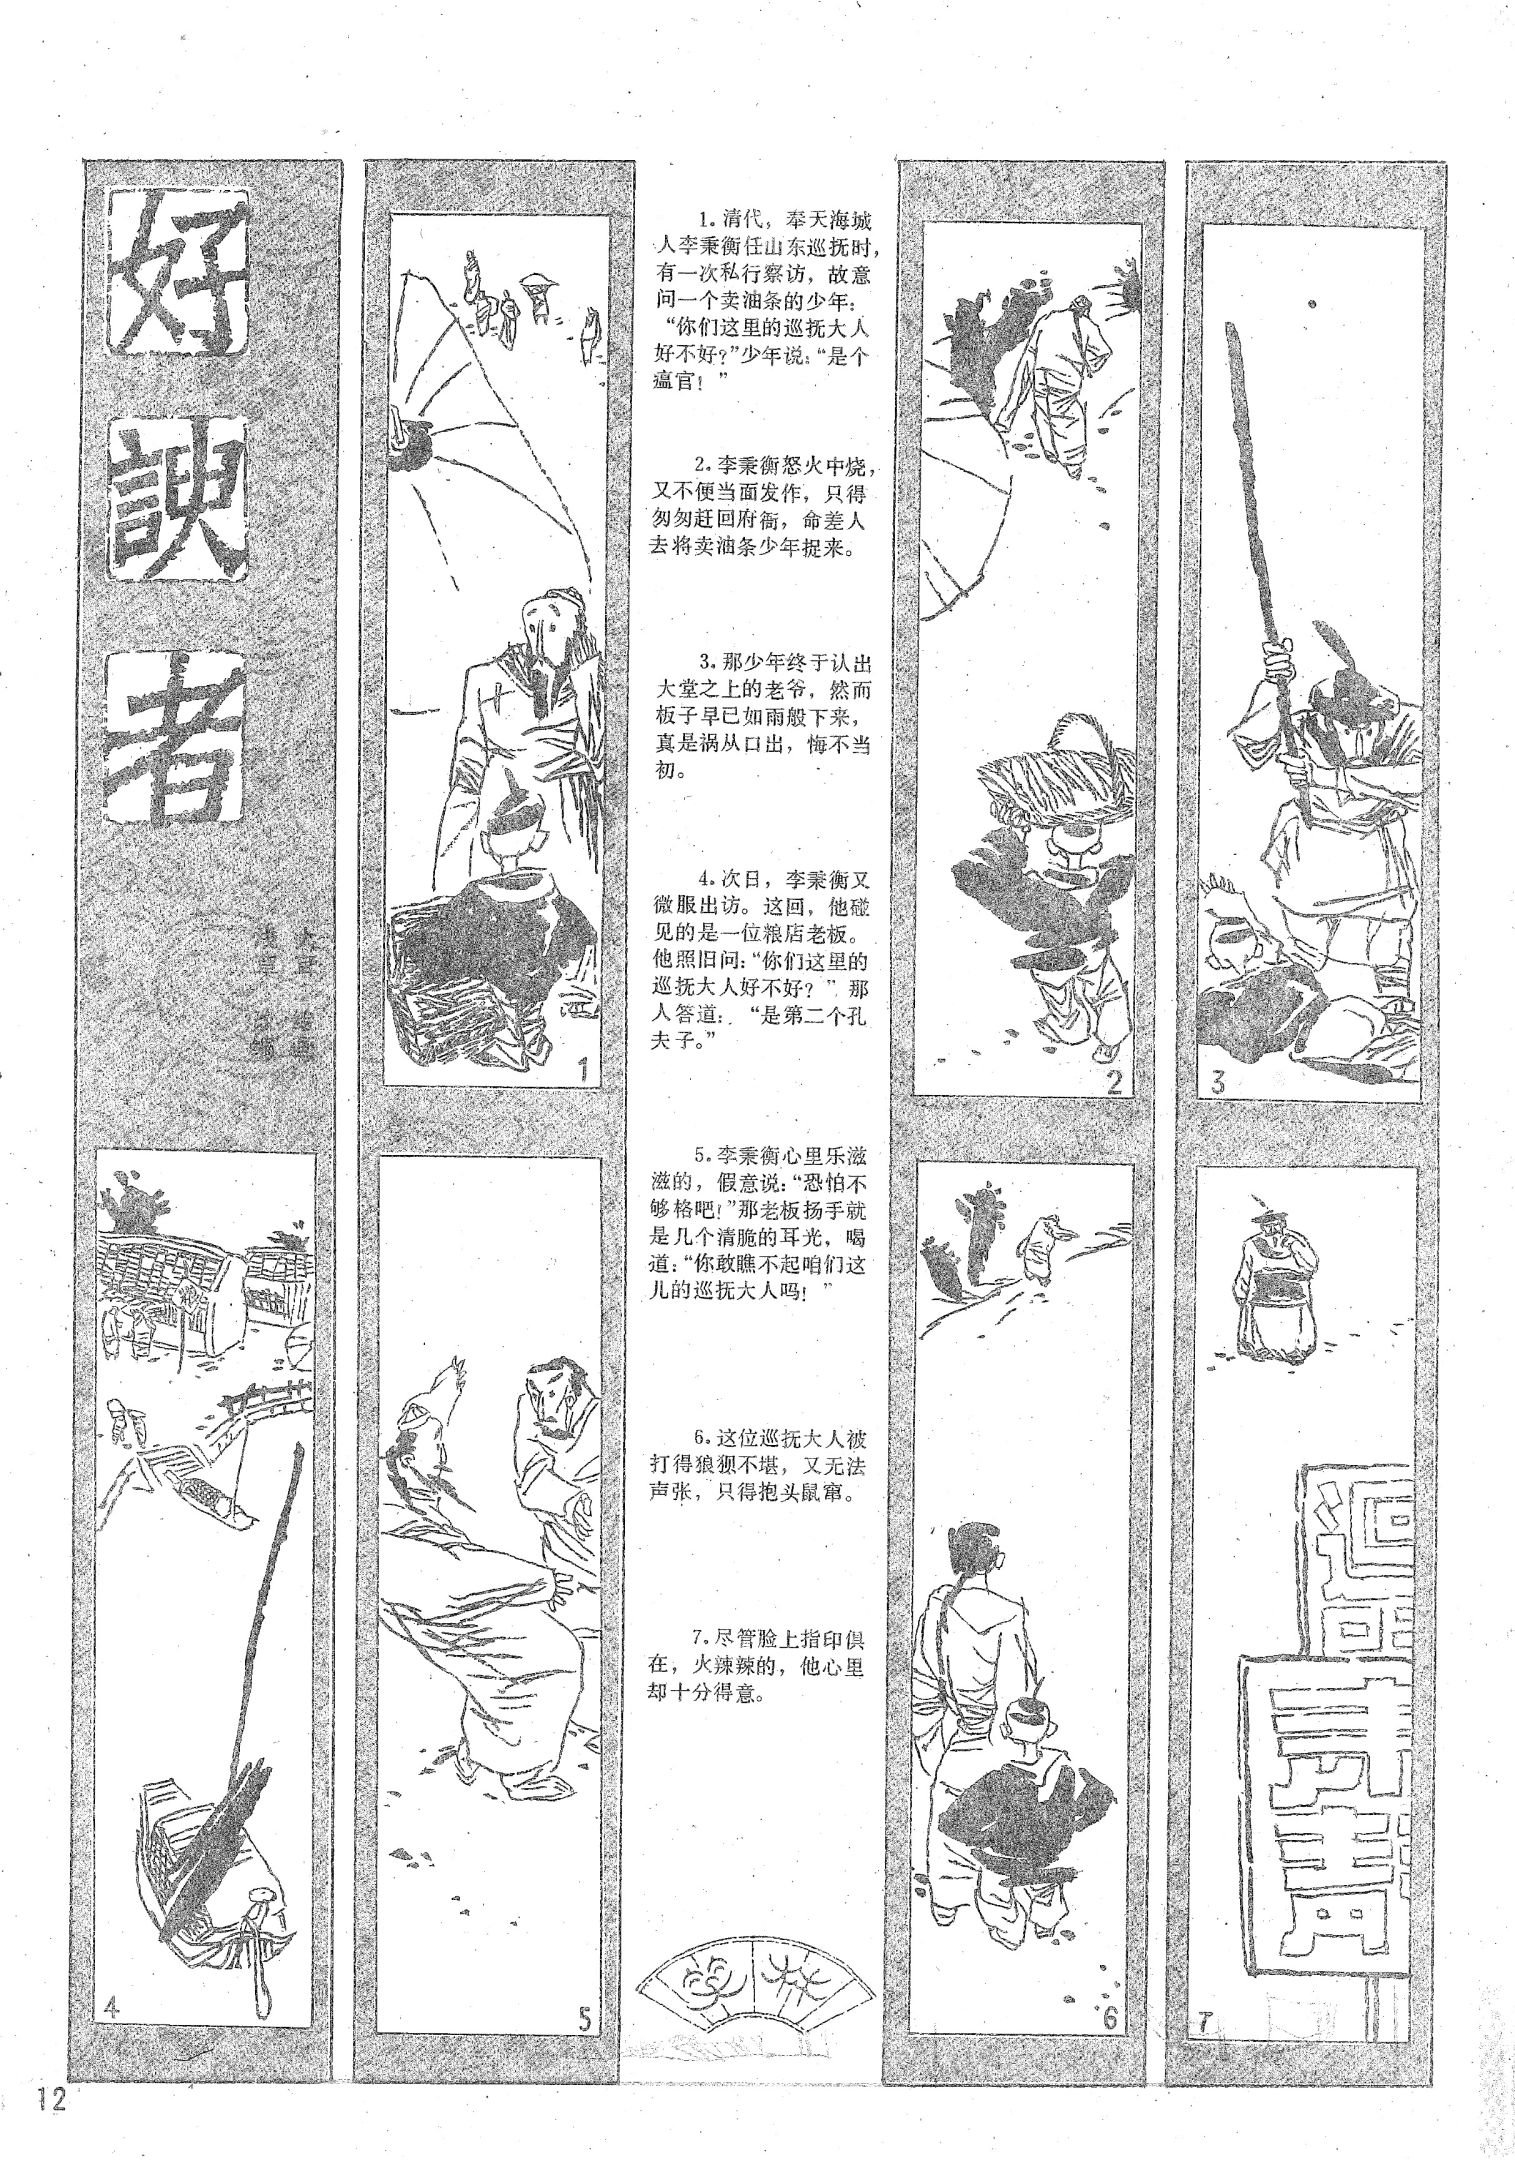 好
諛
者
1.清代，奉天海城
人李秉衡任山东巡抚时，
有一次私行察访，故意
问一个卖油条的少年：
“你们这里的巡抚大人
好不好？”少年说：“是个
瘟官！”
2.李秉衡怒火中烧，
又不便当面发作，只得
匆匆赶回府衙，命差人
去将卖油条少年捉来。
3.那少年终于认出
大堂之上的老爷，然而
板子早已如雨般下来，
真是祸从口出，悔不当
初。
4.次日，李秉衡又
微服出访。这回，他碰
见的是一位粮店老板。
他照旧问：“你们这里的
巡抚大人好不好？”那
人答道：“是第二个孔
夫子。”
5.李秉衡心里乐滋
滋的，假意说：“恐怕不
够格吧！”那老板扬手就
是几个清脆的耳光，喝
道：“你敢瞧不起咱们这
儿的巡抚大人吗！”
6.这位巡抚大人被
打得狼狈不堪，又无法
声张，只得抱头鼠窜。
7.尽管脸上指印俱
在，火辣辣的，他心里
却十分得意。
1
2
3
4
5
6
7
笑林
迴
肃
12